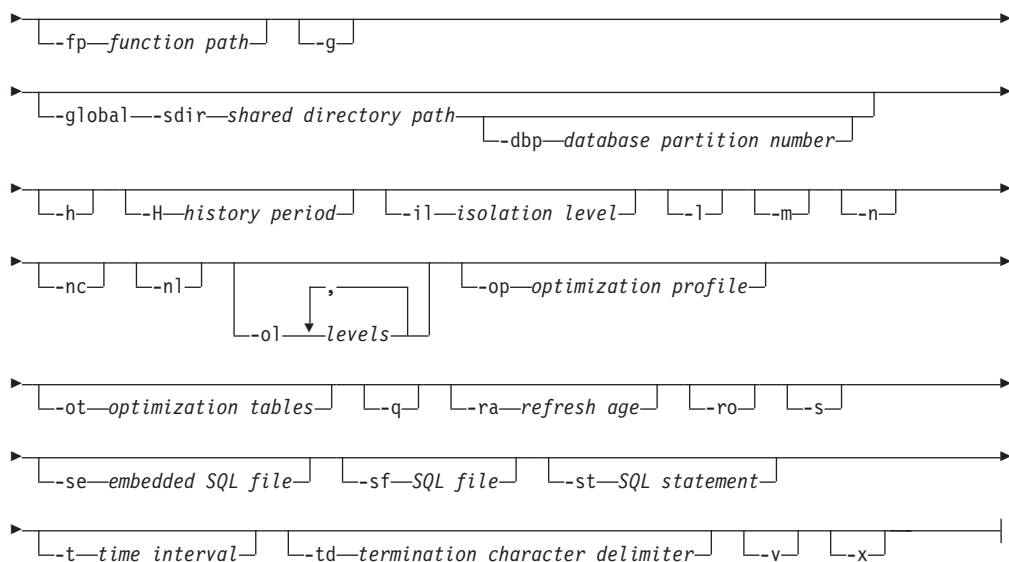 -fp function path -g
-global -sdir shared directory path
-dbp database partition number
-h -H history period -il isolation level -l -m -n
-nc -nl , -op optimization profile
-ol levels
-ot optimization tables -q -ra refresh age -ro -s
-se embedded SQL file -sf SQL file -st SQL statement
-t time interval -td termination character delimiter -v -x